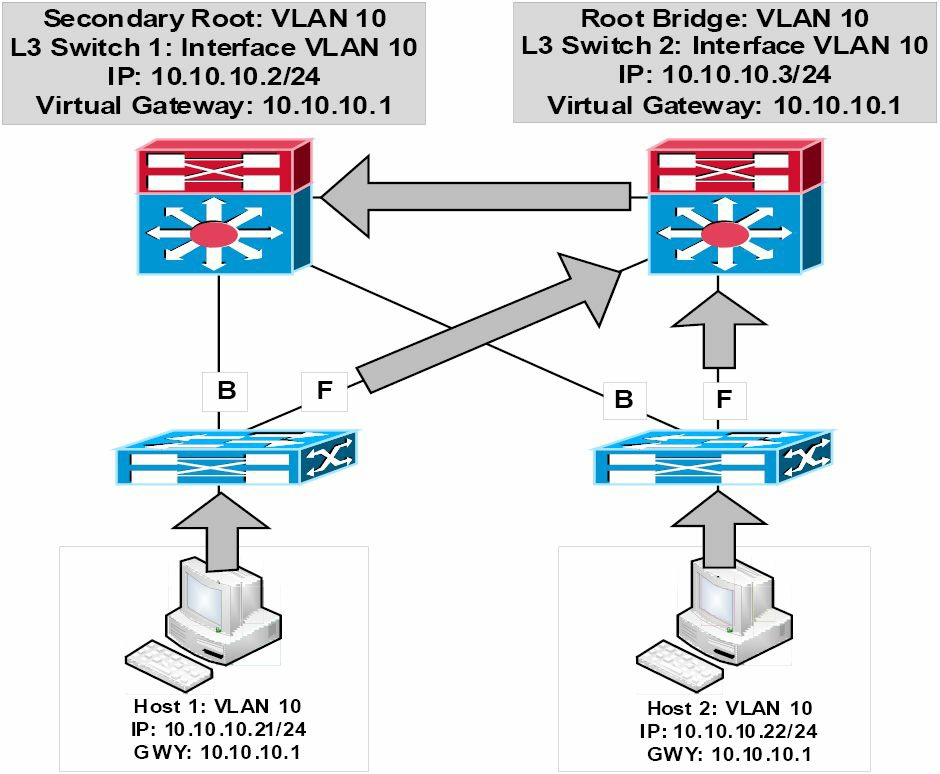 Secondary Root: VLAN 10
L3 Switch 1: Interface VLAN 10
IP: 10.10.10.2/24
Virtual Gateway: 10.10.10.1
Root Bridge: VLAN 10
L3 Switch 2: Interface VLAN 10
IP: 10.10.10.3/24
Virtual Gateway: 10.10.10.1
B
F
B
F
Host 1: VLAN 10
IP: 10.10.10.21/24
GWY: 10.10.10.1
Host 2: VLAN 10
IP: 10.10.10.22/24
GWY: 10.10.10.1